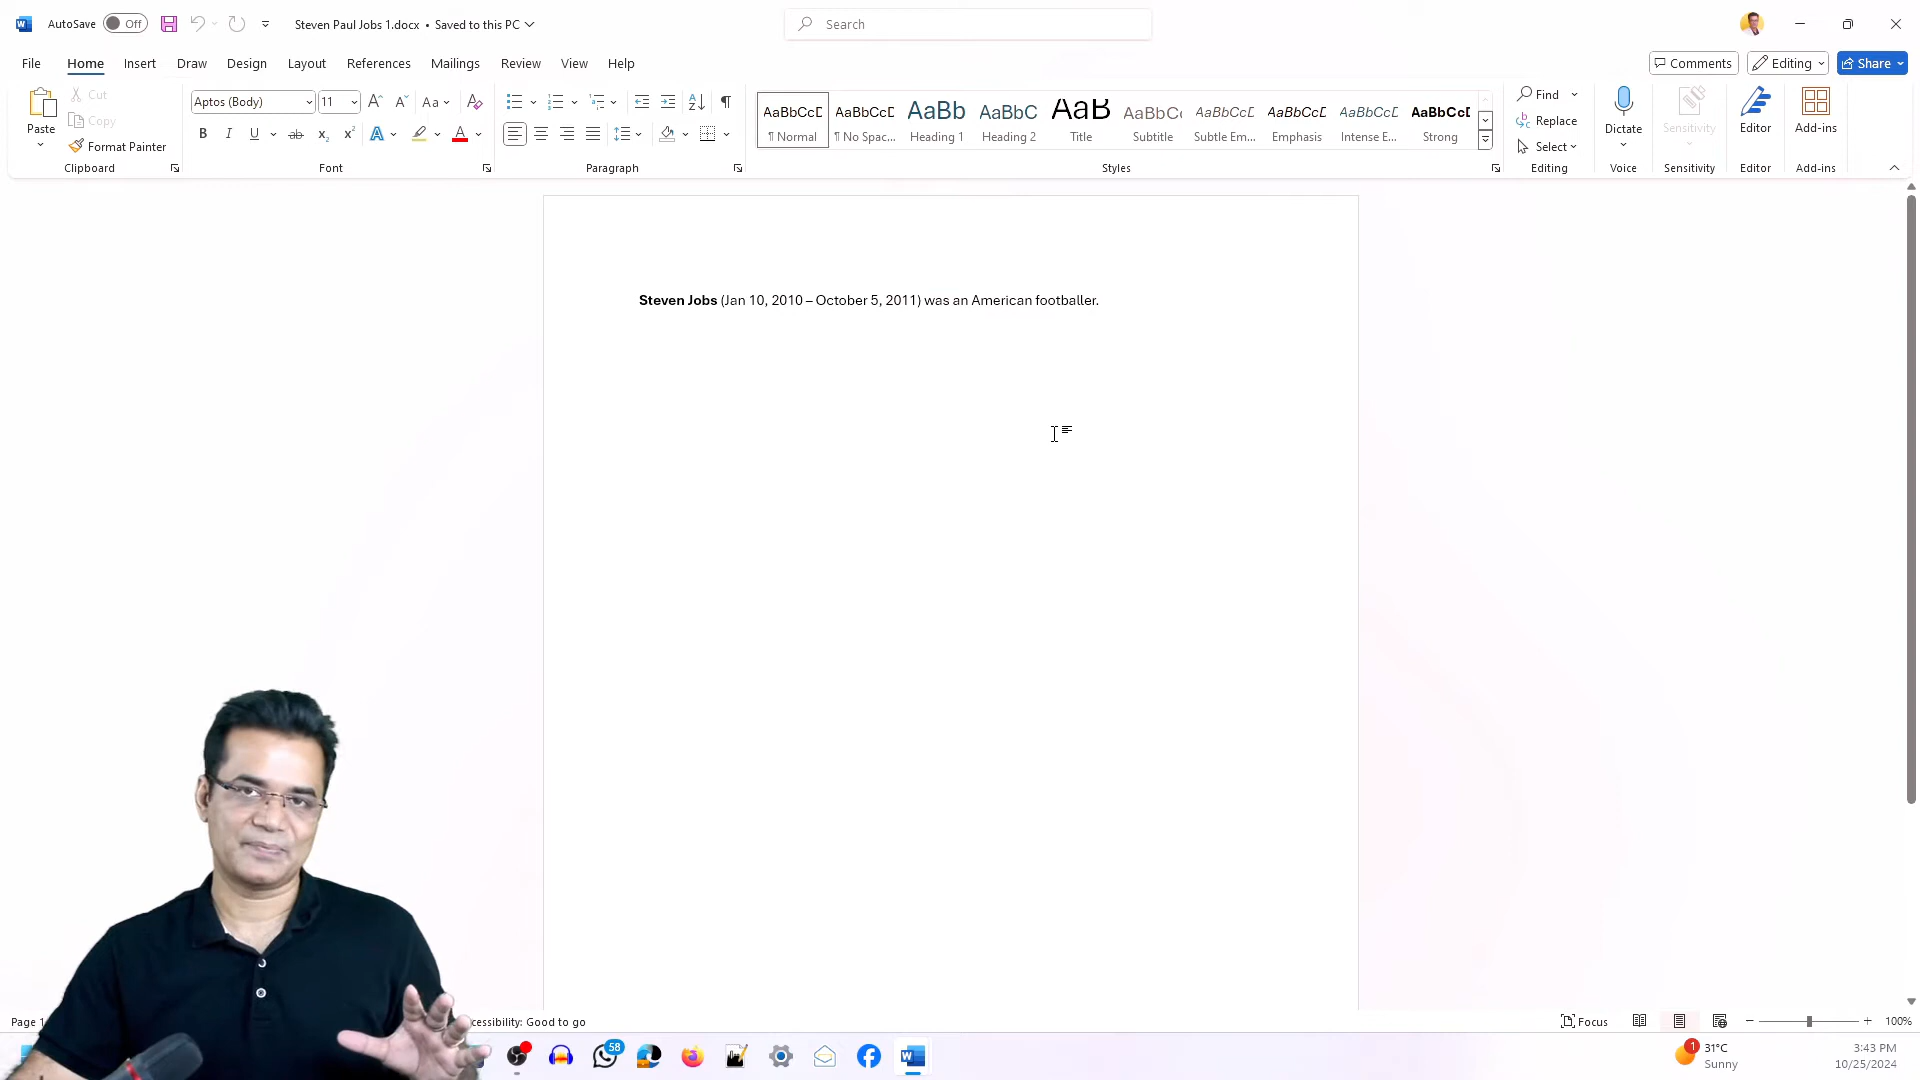 AutoSave Off Steven Paul Jobs 1.docx • Saved to this PC Search
File Home Insert Draw Design Layout References Mailings Review View Help Comments Editing Share
Paste Cut Copy Format Painter
Clipboard
Aptos (Body) 11 Aa
B I U ab x₂ x² A A
Font
Paragraph
AaBbCcD AaBbCcD AaBb AaBbC AaB AaBbCc AaBbCcD AaBbCcD AaBbCcD AaBbCcD
¶ Normal ¶ No Spac... Heading 1 Heading 2 Title Subtitle Subtle Em... Emphasis Intense E... Strong
Styles
Find
Replace
Select
Editing
Dictate
Voice
Sensitivity
Sensitivity
Editor
Editor
Add-ins
Add-ins
Steven Jobs (Jan 10, 2010 – October 5, 2011) was an American footballer.
Page 1 cessibility: Good to go Focus 100%
58
1 31°C
Sunny
3:43 PM
10/25/2024